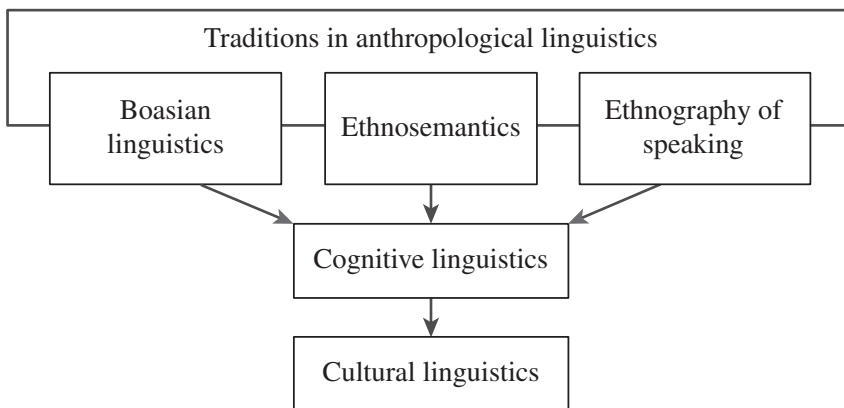 Traditions in anthropological linguistics
Boasian
linguistics
Ethnosemantics
Ethnography of
speaking
Cognitive linguistics
Cultural linguistics